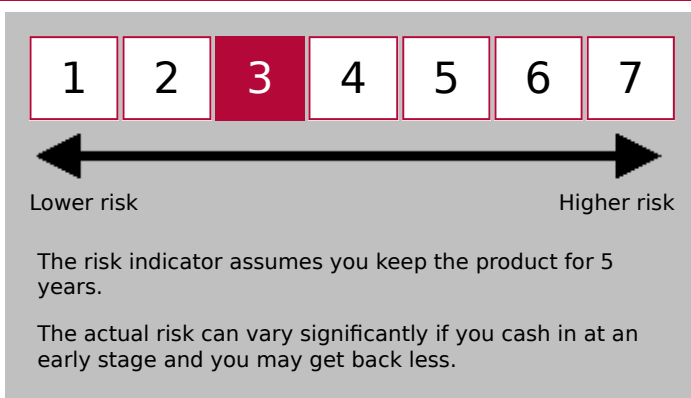 1 2 3 4 5 6 7
Lower risk Higher risk
The risk indicator assumes you keep the product for 5
years.
The actual risk can vary significantly if you cash in at an
early stage and you may get back less.